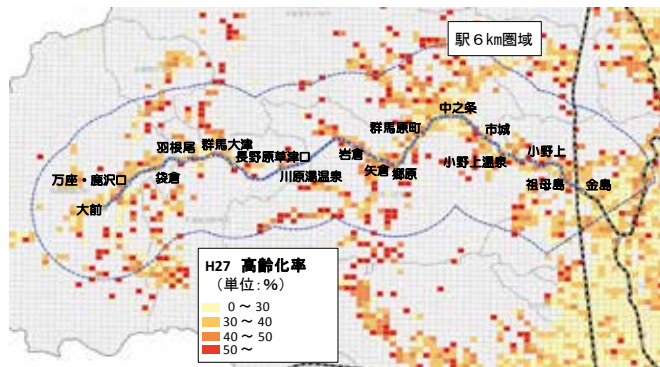 駅6km圏域
中之条
群馬原町
市城
羽根尾
群馬大津
長野原草津口
岩倉
小野上
万座・鹿沢口
袋倉
川原湯温泉
矢倉
郷原
小野上温泉
祖母島
金島
大前
H27 高齢化率
(単位:%)
0～30
30～40
40～50
50～